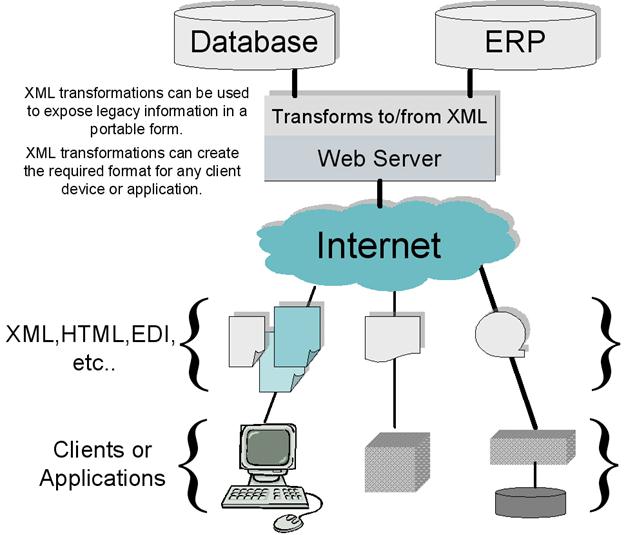 Database
ERP
XML transformations can be used
to expose legacy information in a
portable form.
XML transformations can create
the required format for any client
device or application.
Transforms to/from XML
Web Server
Internet
XML,HTML,EDI,
etc..
Clients or
Applications